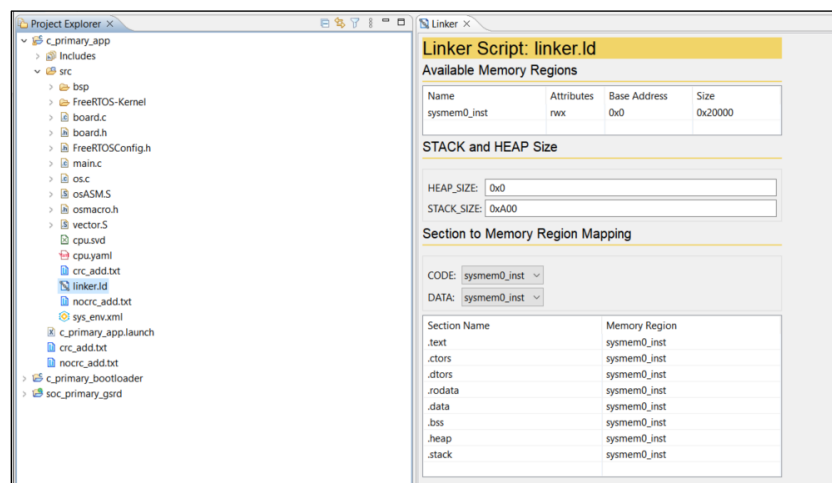 Project Explorer
c_primary_app
Includes
src
bsp
FreeRTOS-Kernel
board.c
board.h
FreeRTOSConfig.h
main.c
os.c
osASM.S
osmacro.h
vector.S
cpu.svd
cpu.yaml
crc_add.txt
linker.ld
nocrc_add.txt
sys_env.xml
c_primary_app.launch
crc_add.txt
nocrc_add.txt
c_primary_bootloader
soc_primary_gsrd
Linker
Linker Script: linker.ld
Available Memory Regions
Name Attributes Base Address Size
sysmem0_inst rwx 0x0 0x20000
STACK and HEAP Size
HEAP_SIZE: 0x0
STACK_SIZE: 0xA00
Section to Memory Region Mapping
CODE: sysmem0_inst
DATA: sysmem0_inst
Section Name Memory Region
.text sysmem0_inst
.ctors sysmem0_inst
.dtors sysmem0_inst
.rodata sysmem0_inst
.data sysmem0_inst
.bss sysmem0_inst
.heap sysmem0_inst
.stack sysmem0_inst